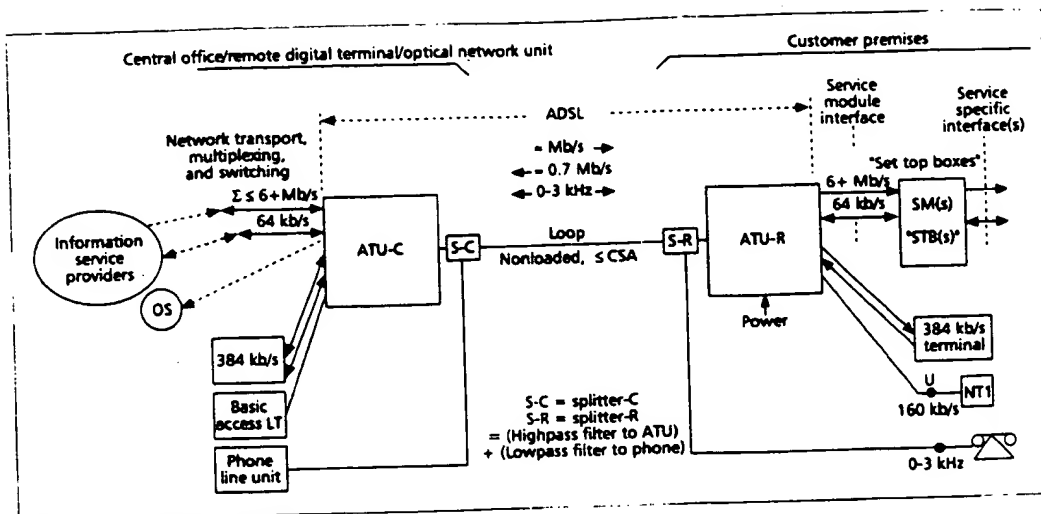 Central office/remote digital terminal/optical network unit
Customer premises
ADSL
Service
module
interface
Service
specific
interface(s)
Network transport,
multiplexing,
and switching
≈ Mb/s
≈ 0.7 Mb/s
0-3 kHz
"Set top boxes"
Σ ≤ 6+Mb/s
64 kb/s
6+ Mb/s
64 kb/s
SM(s)
"STB(s)"
Information
service
providers
ATU-C
S-C
Loop
Nonloaded, ≤ CSA
S-R
ATU-R
OS
Power
384 kb/s
384 kb/s
terminal
Basic
access LT
U
NT1
160 kb/s
Phone
line unit
S-C = splitter-C
S-R = splitter-R
= (Highpass filter to ATU)
+ (Lowpass filter to phone)
0-3 kHz